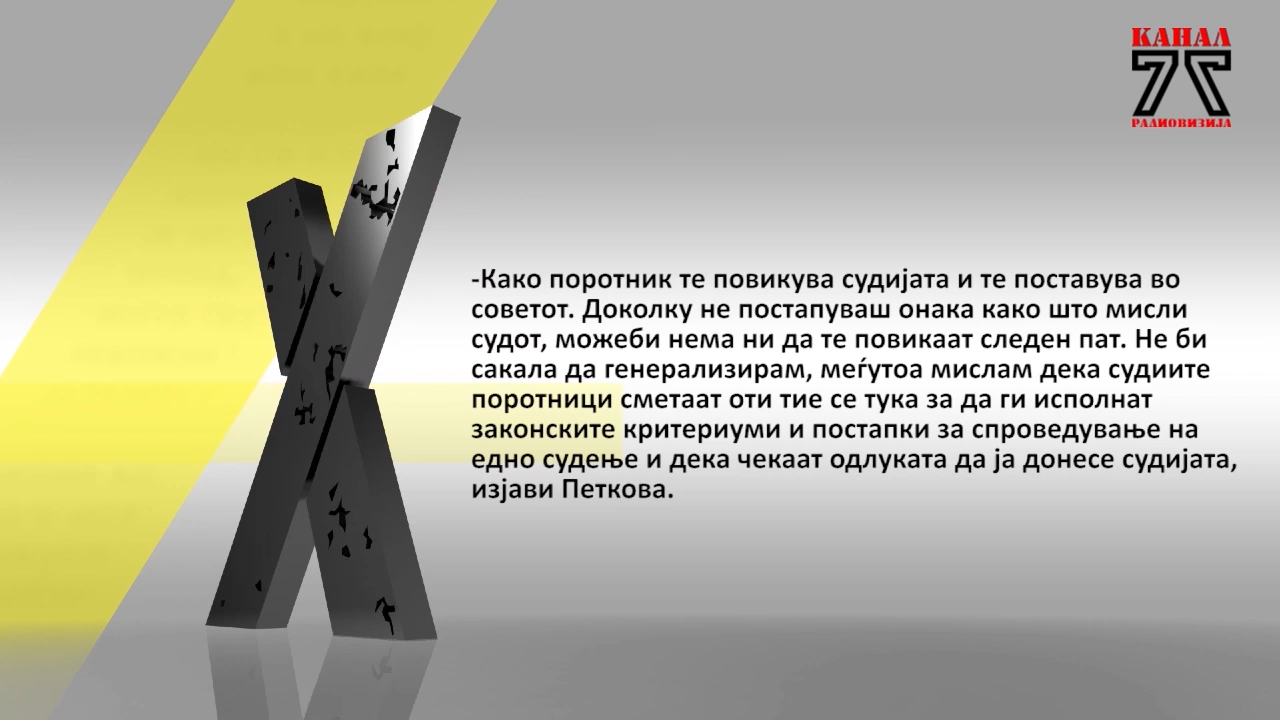 КАНАЛ
77
РАДИОВИЗИЈА
-Како поротник те повикува судијата и те поставува во
советот. Доколку не постапуваш онака како што мисли
судот, можеби нема ни да те повикаат следен пат. Не би
сакала да генерализирам, меѓутоа мислам дека судиите
поротници сметаат оти тие се тука за да ги исполнат
законските критериуми и постапки за спроведување на
едно судење и дека чекаат одлуката да ја донесе судијата,
изјави Петкова.